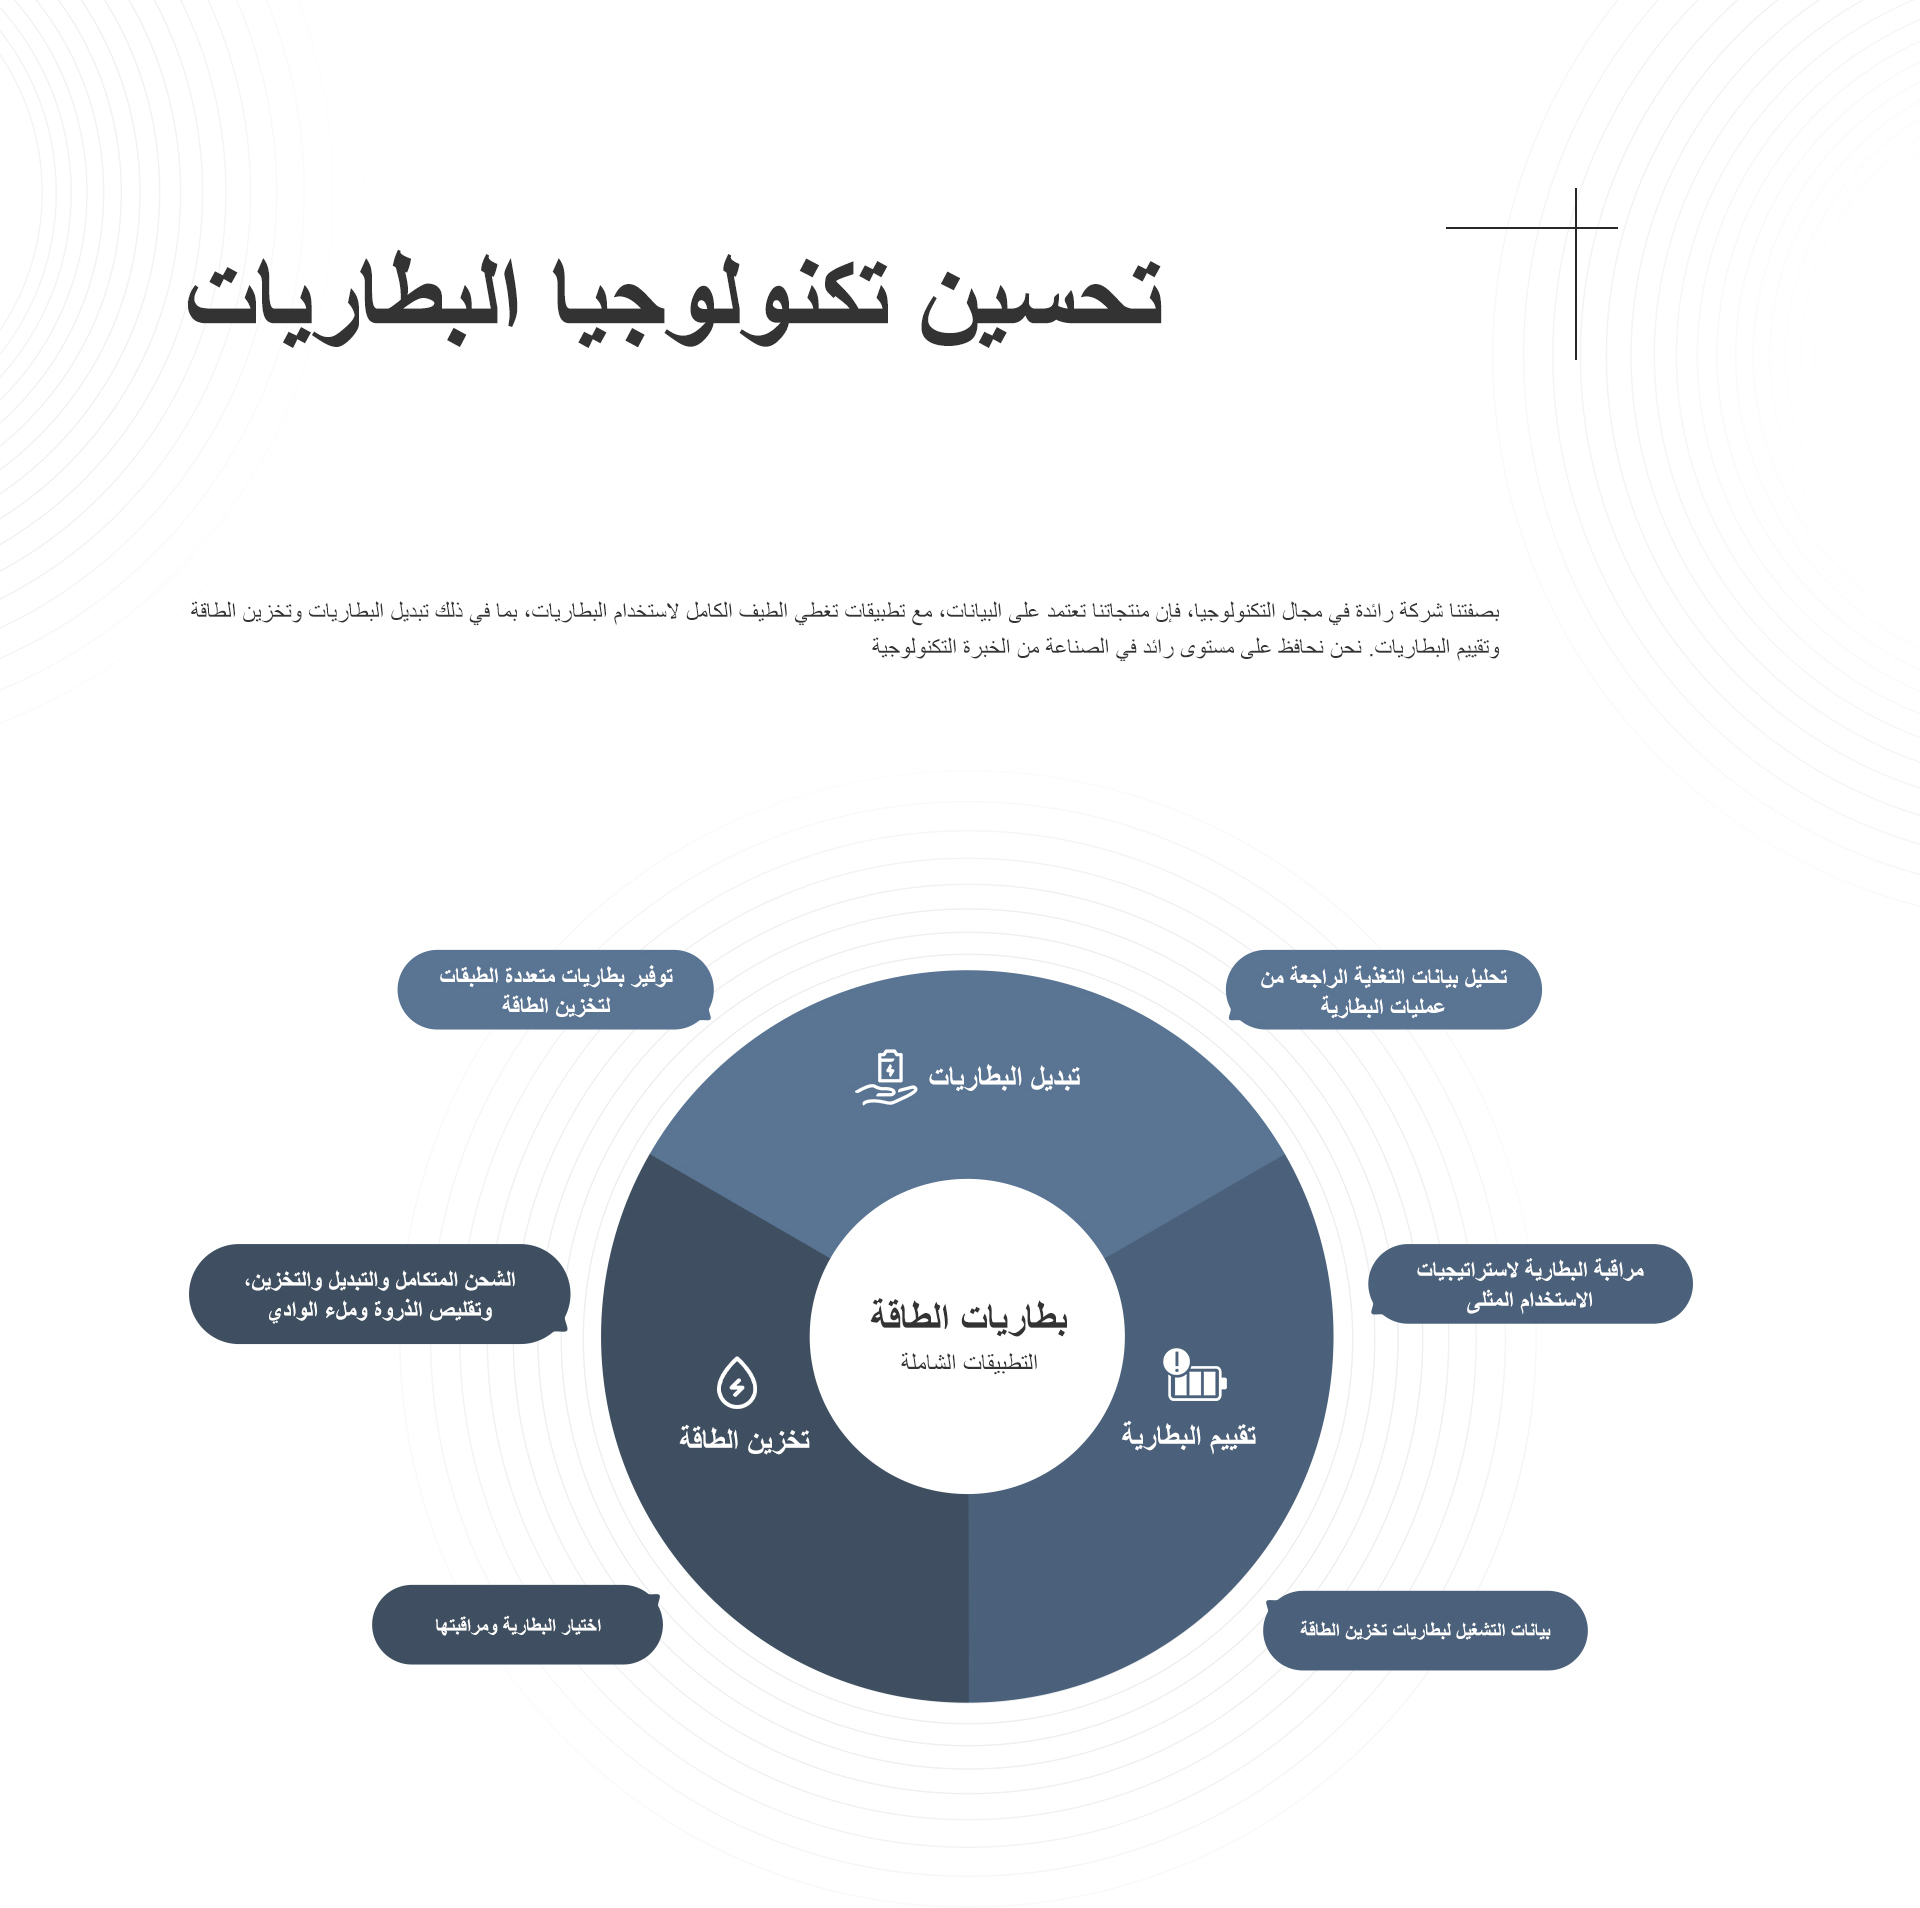 تحسين تكنولوجيا البطاريات
بصفتنا شركة رائدة في مجال التكنولوجيا، فإن منتجاتنا تعتمد على البيانات، مع تطبيقات تغطي الطيف الكامل لاستخدام البطاريات، بما في ذلك تبديل البطاريات وتخزين الطاقة
وتقييم البطاريات. نحن نحافظ على مستوى رائد في الصناعة من الخبرة التكنولوجية
تحليل بيانات التغذية الراجعة من
عمليات البطارية
توفير بطاريات متعددة الطبقات
لتخزين الطاقة
تبديل البطاريات
مراقبة البطارية لاستراتيجيات
الاستخدام المثلى
الشحن المتكامل والتبديل والتخزين،
وتقليص الذروة وملء الوادي
بطاريات الطاقة
التطبيقات الشاملة
تقييم البطارية
تخزين الطاقة
بيانات التشغيل لبطاريات تخزين الطاقة
اختيار البطارية ومراقبتها